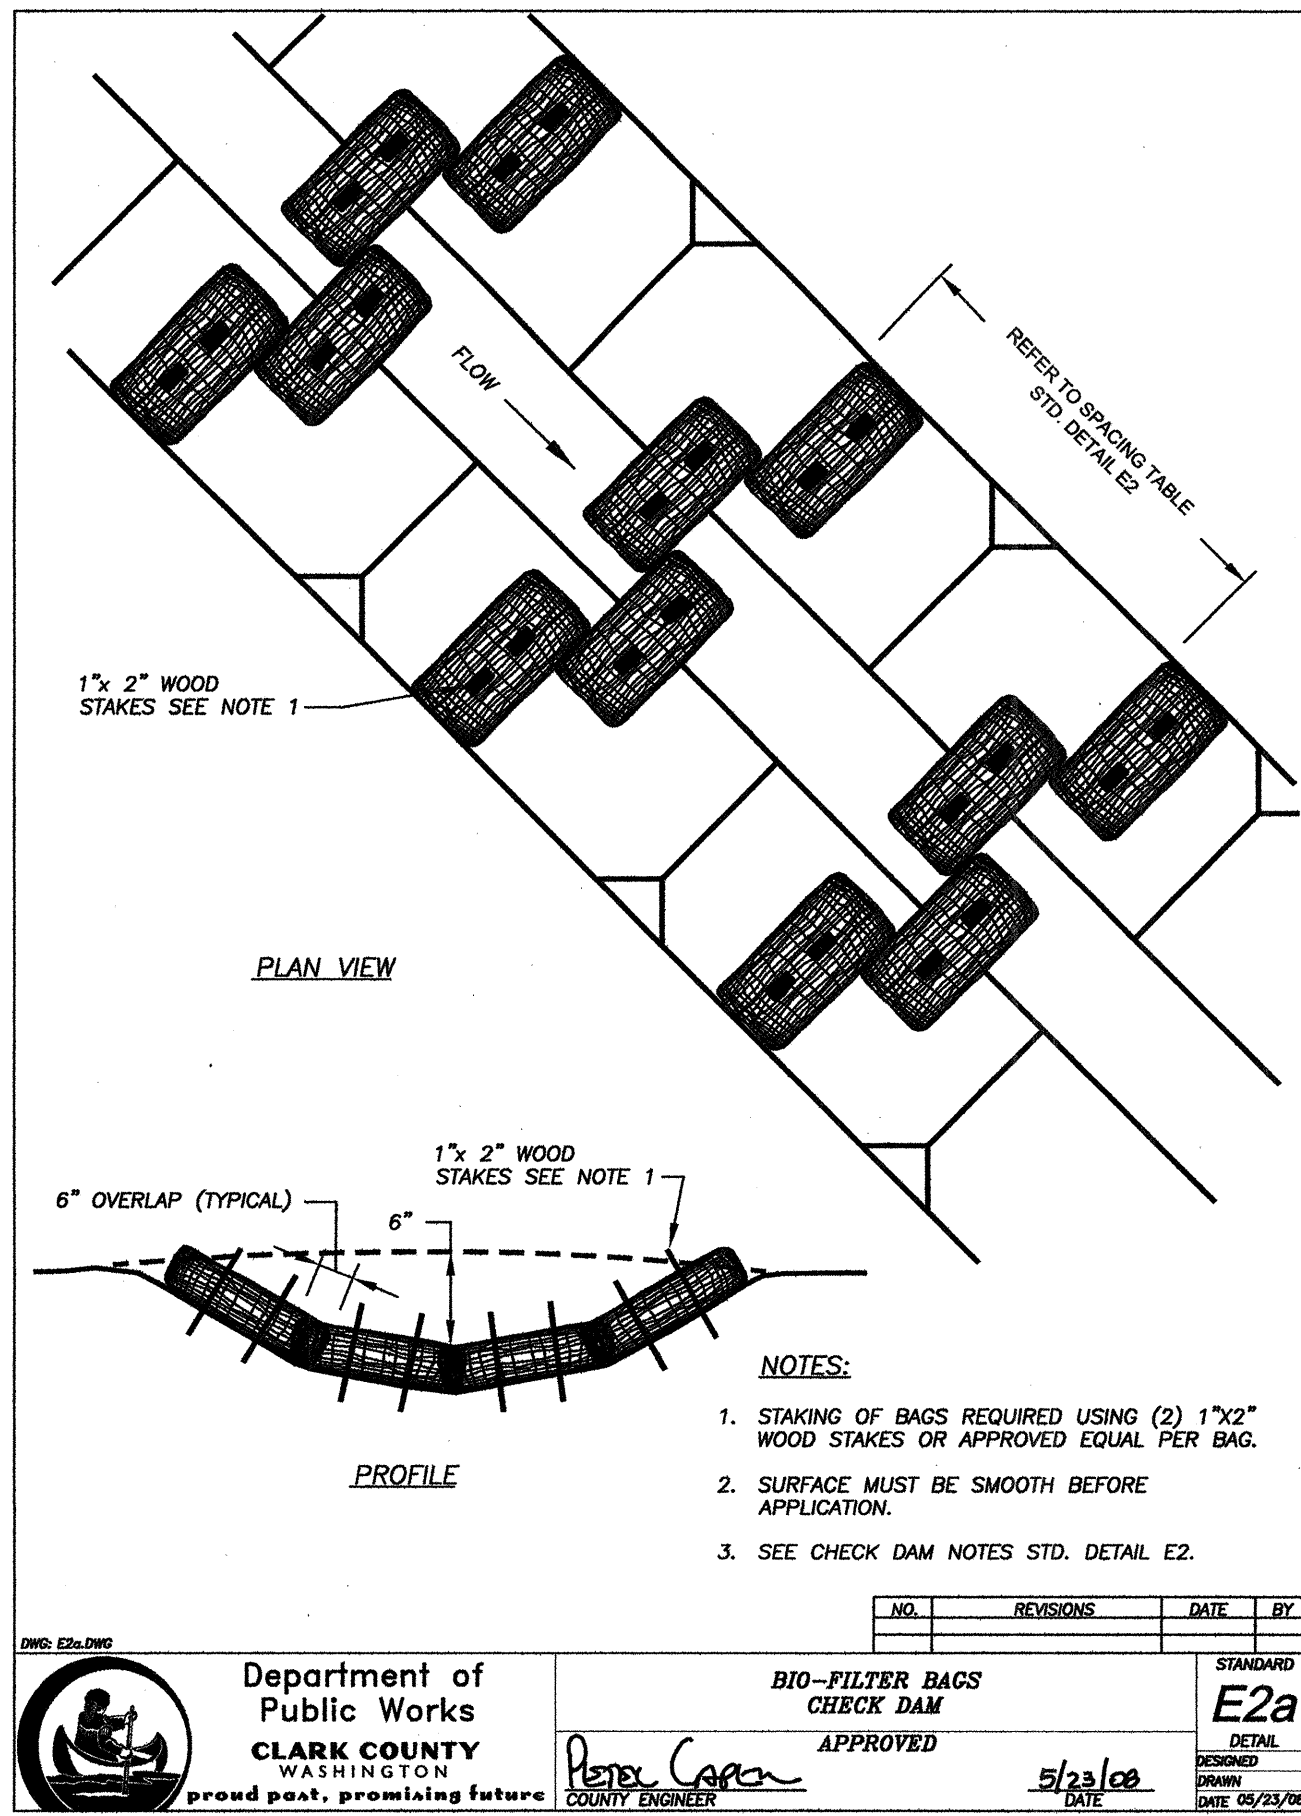 FLOW
REFER TO SPACING TABLE
STD. DETAIL E2
1"x 2" WOOD
STAKES SEE NOTE 1
PLAN VIEW
1"x 2" WOOD
STAKES SEE NOTE 1
6" OVERLAP (TYPICAL)
6"
PROFILE
NOTES:
1. STAKING OF BAGS REQUIRED USING (2) 1"X2"
WOOD STAKES OR APPROVED EQUAL PER BAG.
2. SURFACE MUST BE SMOOTH BEFORE
APPLICATION.
3. SEE CHECK DAM NOTES STD. DETAIL E2.
NO. REVISIONS DATE BY
DWG: E2a.DWG
Department of
Public Works
CLARK COUNTY
WASHINGTON
proud past, promising future
BIO-FILTER BAGS
CHECK DAM
APPROVED
5/23/08
COUNTY ENGINEER
DATE
STANDARD
E2a
DETAIL
DESIGNED
DRAWN
DATE 05/23/08